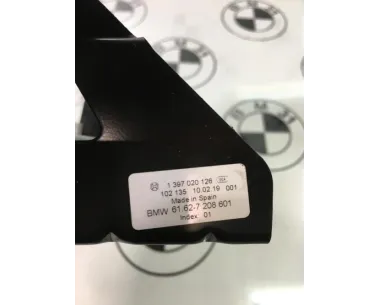 1 397 020 126
102 135 10.02 19 001
Made in Spain
BMW 61.62-7 208 601
Index 01